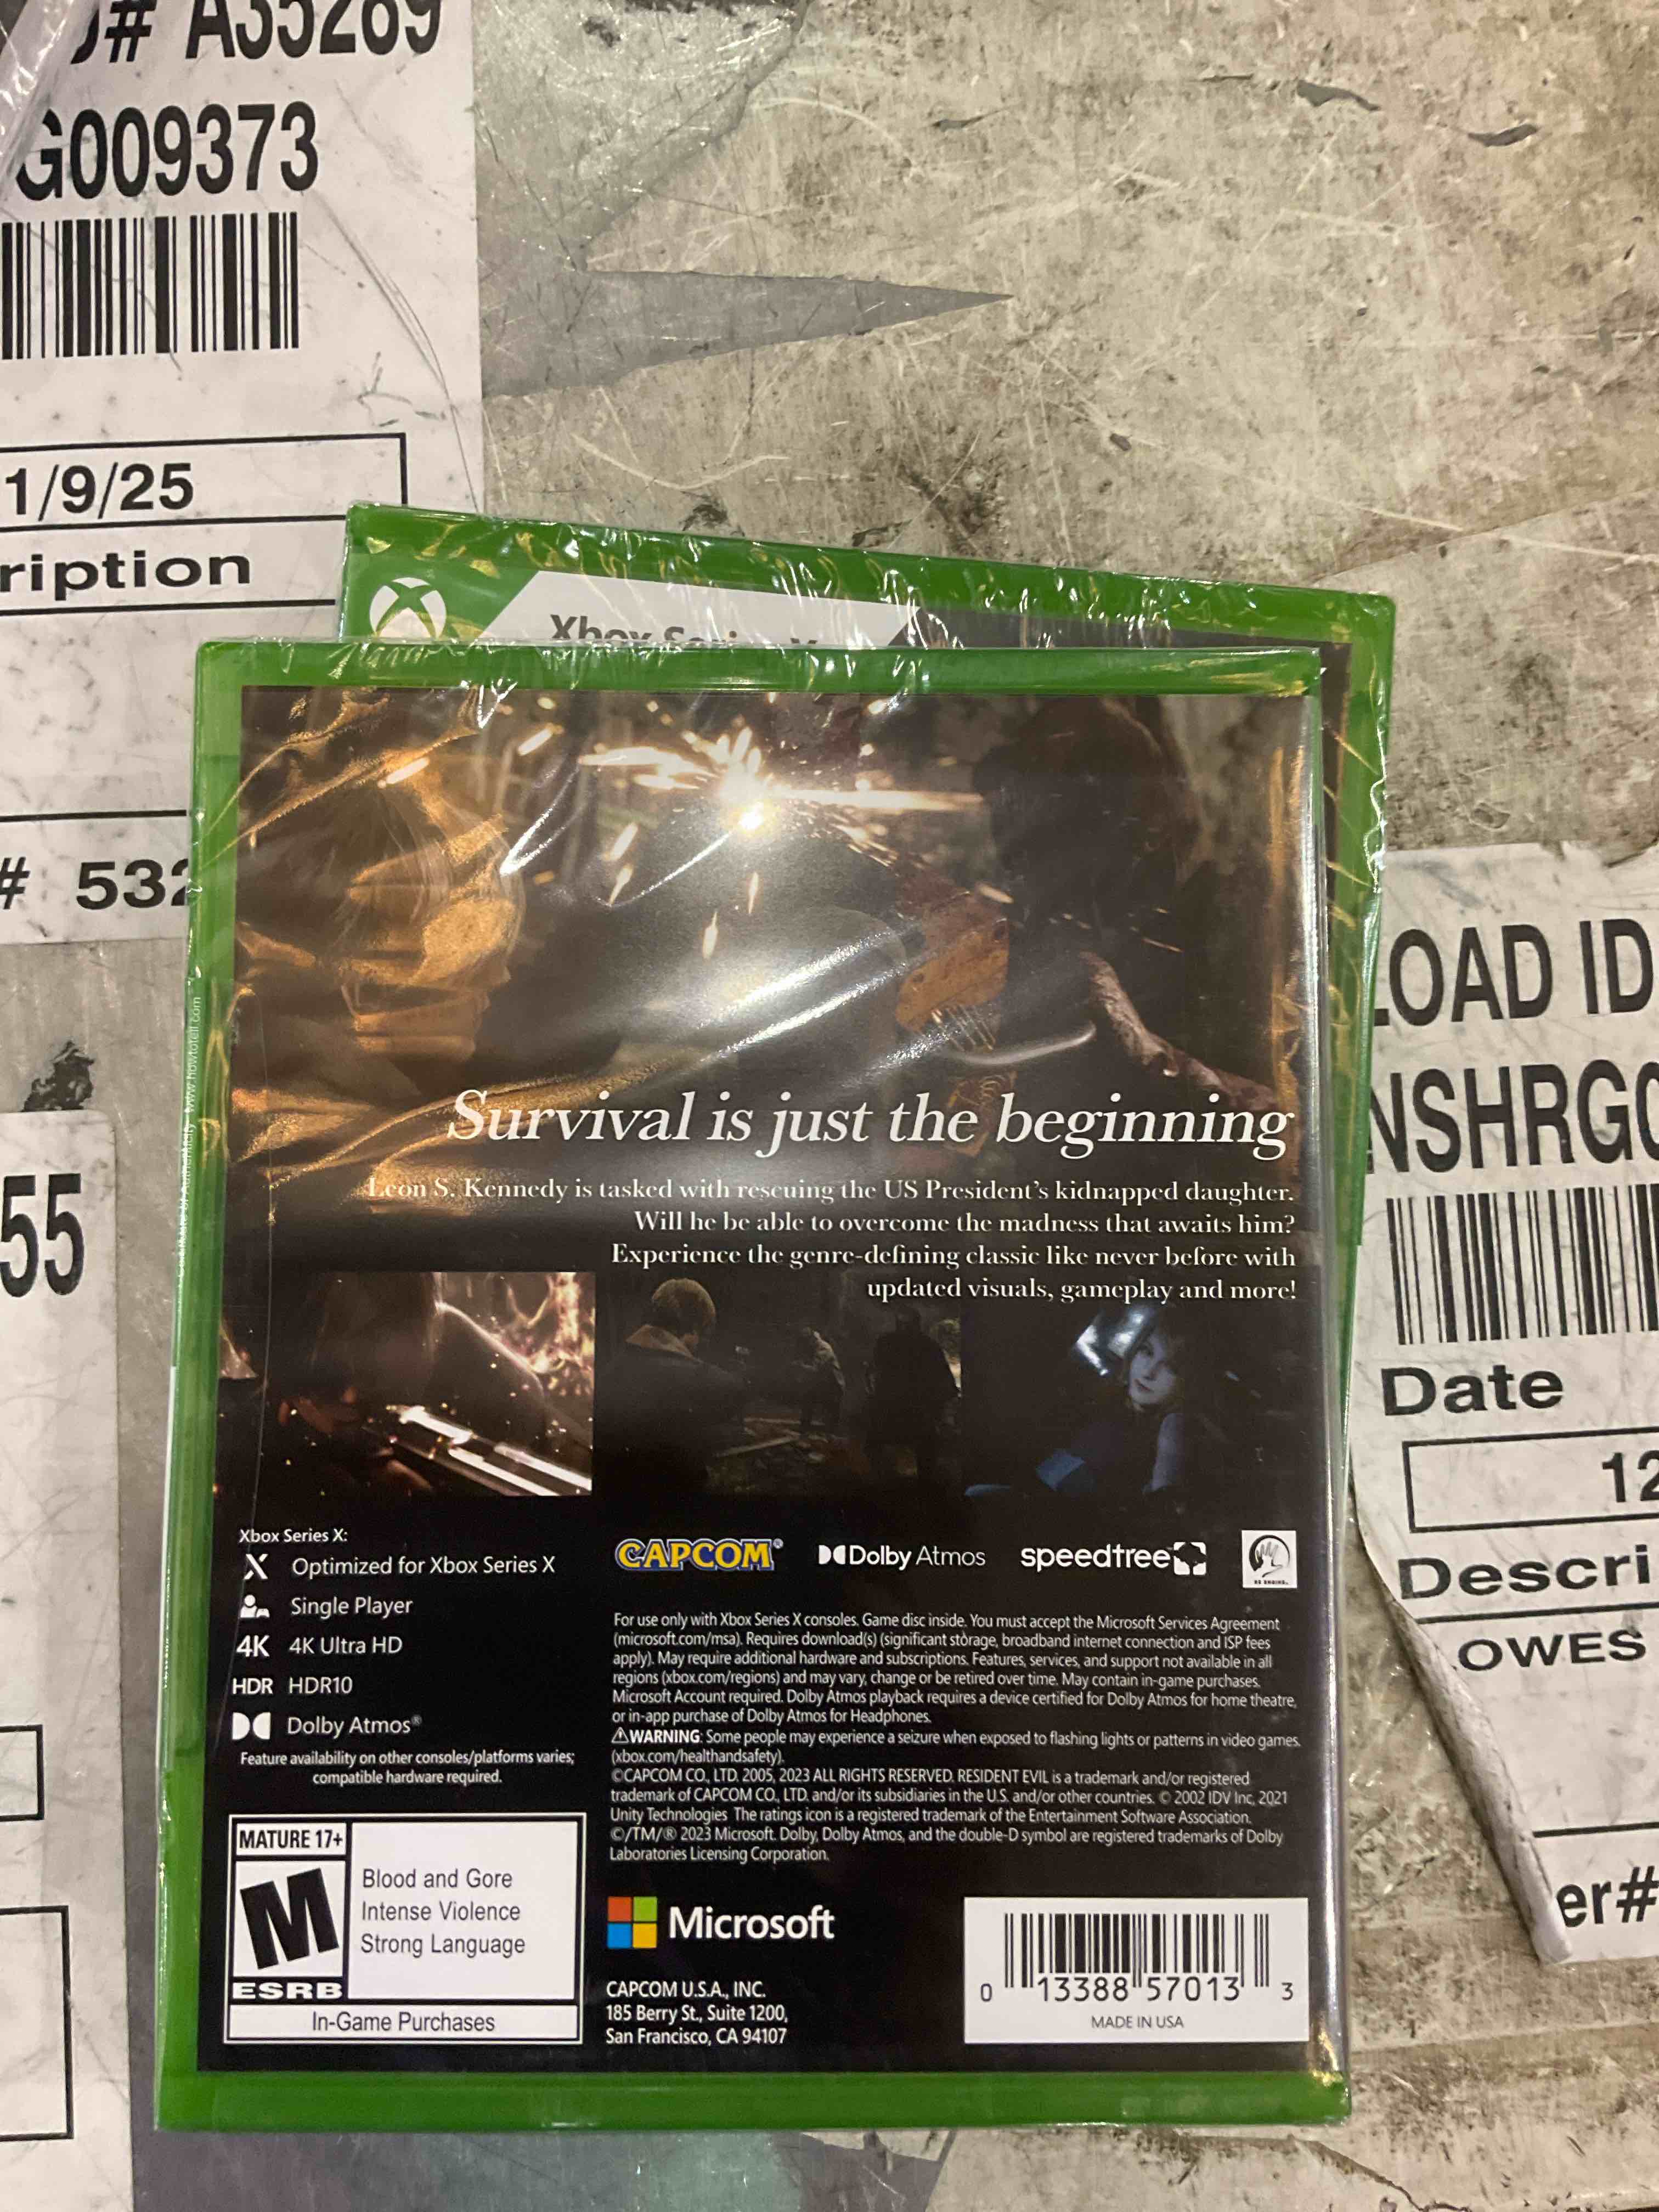 # A35289
G009373
1/9/25
ription
# 532
55
Xbox Series X
www.howtotell.com
Survival is just the beginning
Leon S. Kennedy is tasked with rescuing the US President's kidnapped daughter.
Will he be able to overcome the madness that awaits him?
Experience the genre-defining classic like never before with
updated visuals, gameplay and more!
Xbox Series X:
Optimized for Xbox Series X
Single Player
4K 4K Ultra HD
HDR HDR10
Dolby Atmos®
Feature availability on other consoles/platforms varies;
compatible hardware required.
MATURE 17+
M
ESRB
Blood and Gore
Intense Violence
Strong Language
In-Game Purchases
CAPCOM®
Dolby Atmos
speedtree
RE ENGINE
For use only with Xbox Series X consoles. Game disc inside. You must accept the Microsoft Services Agreement
(microsoft.com/msa). Requires download(s) (significant storage, broadband internet connection and ISP fees
apply). May require additional hardware and subscriptions. Features, services, and support not available in all
regions (xbox.com/regions) and may vary, change or be retired over time. May contain in-game purchases.
Microsoft Account required. Dolby Atmos playback requires a device certified for Dolby Atmos for home theatre,
or in-app purchase of Dolby Atmos for Headphones.
⚠WARNING: Some people may experience a seizure when exposed to flashing lights or patterns in video games.
(xbox.com/healthandsafety).
©CAPCOM CO., LTD. 2005, 2023 ALL RIGHTS RESERVED. RESIDENT EVIL is a trademark and/or registered
trademark of CAPCOM CO., LTD. and/or its subsidiaries in the U.S. and/or other countries. © 2002 IDV Inc, 2021
Unity Technologies The ratings icon is a registered trademark of the Entertainment Software Association.
©/TM/® 2023 Microsoft. Dolby, Dolby Atmos, and the double-D symbol are registered trademarks of Dolby
Laboratories Licensing Corporation.
Microsoft
CAPCOM U.S.A., INC.
185 Berry St., Suite 1200,
San Francisco, CA 94107
0 13388 57013 3
MADE IN USA
LOAD ID
NSHRG
Date
12
Descri
LOWES
er#